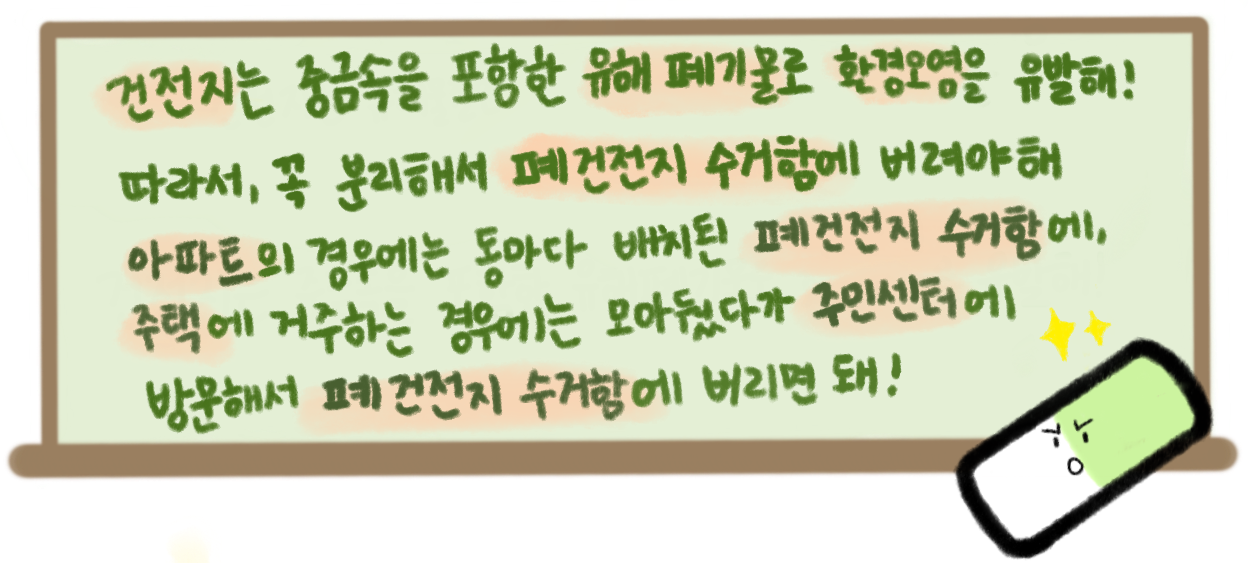 건전지는 중금속을 포함한 유해 폐기물로 환경오염을 유발해!
따라서, 꼭 분리해서 폐건전지 수거함에 버려야해
아파트의 경우에는 동마다 배치된 폐건전지 수거함에,
주택에 거주하는 경우에는 모아뒀다가 주민센터에
방문해서 폐건전지 수거함에 버리면 돼!